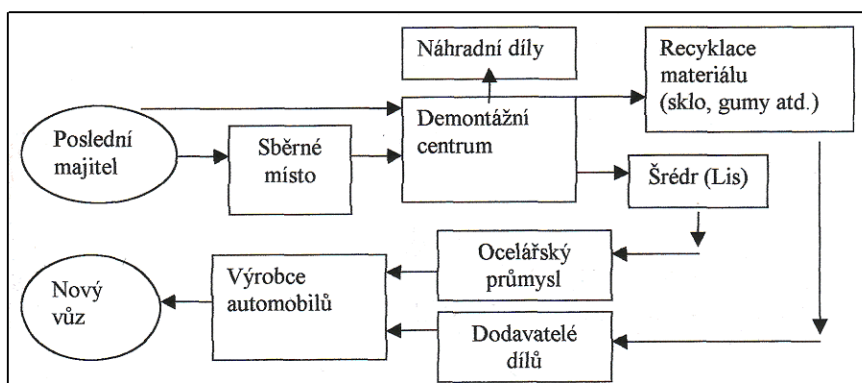 Náhradní díly
Recyklace
materiálu
(sklo, gumy atd.)
Poslední
majitel
Sběrné
místo
Demontážní
centrum
Šrédr (Lis)
Ocelářský
průmysl
Nový
vůz
Výrobce
automobilů
Dodavatelé
dílů